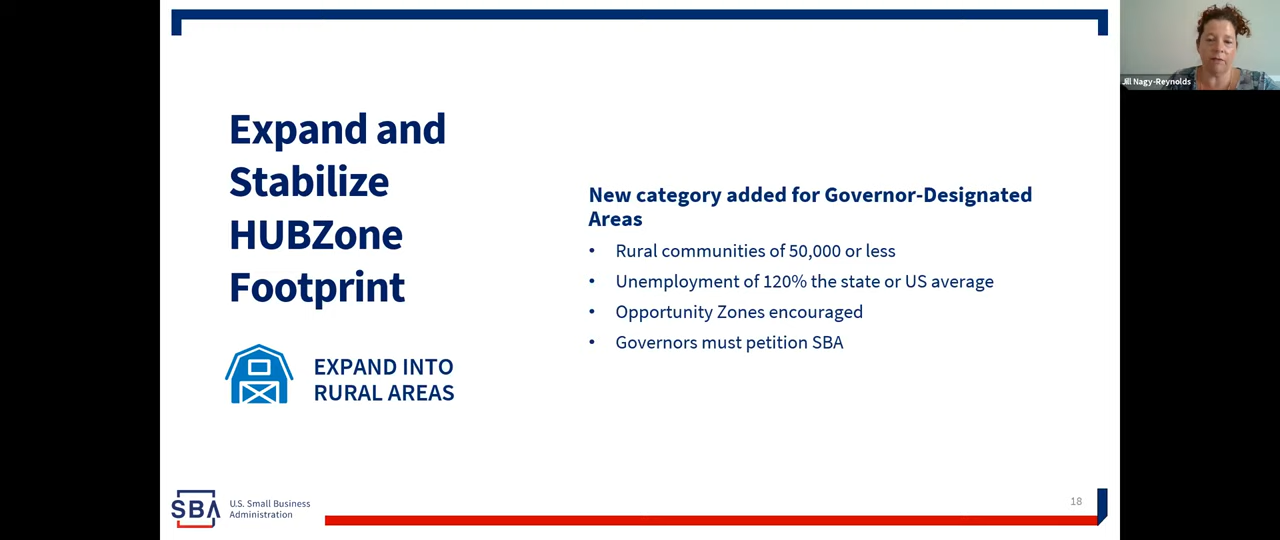 Expand and
Stabilize
HUBZone
Footprint
EXPAND INTO
RURAL AREAS
New category added for Governor-Designated
Areas
• Rural communities of 50,000 or less
• Unemployment of 120% the state or US average
• Opportunity Zones encouraged
• Governors must petition SBA
SBA
U.S. Small Business
Administration
18
Jill Nagy-Reynolds